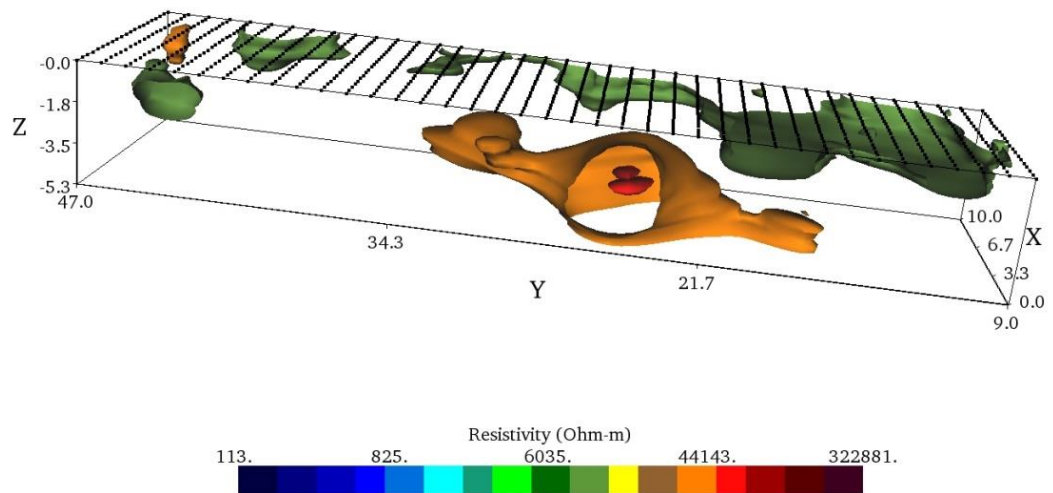 -0.0
-1.8
Z
-3.5
-5.3
47.0
10.0
X
34.3
6.7
3.3
21.7
0.0
Y
9.0
Resistivity (Ohm-m)
113. 825. 6035. 44143. 322881.